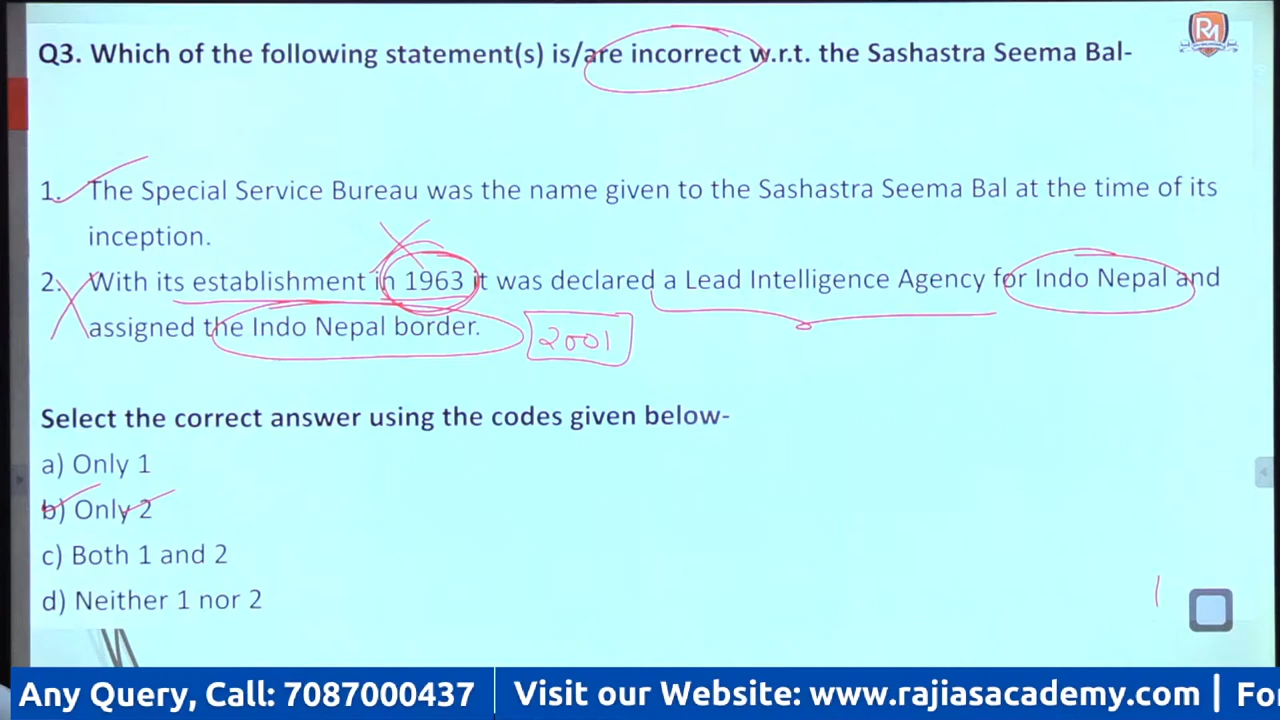 Q3. Which of the following statement(s) is/are incorrect w.r.t. the Sashastra Seema Bal-
RA
1. The Special Service Bureau was the name given to the Sashastra Seema Bal at the time of its
inception.
2. With its establishment in 1963 it was declared a Lead Intelligence Agency for Indo Nepal and
assigned the Indo Nepal border.
2001
Select the correct answer using the codes given below-
a) Only 1
b) Only 2
c) Both 1 and 2
d) Neither 1 nor 2
Any Query, Call: 7087000437 | Visit our Website: www.rajiasacademy.com | For